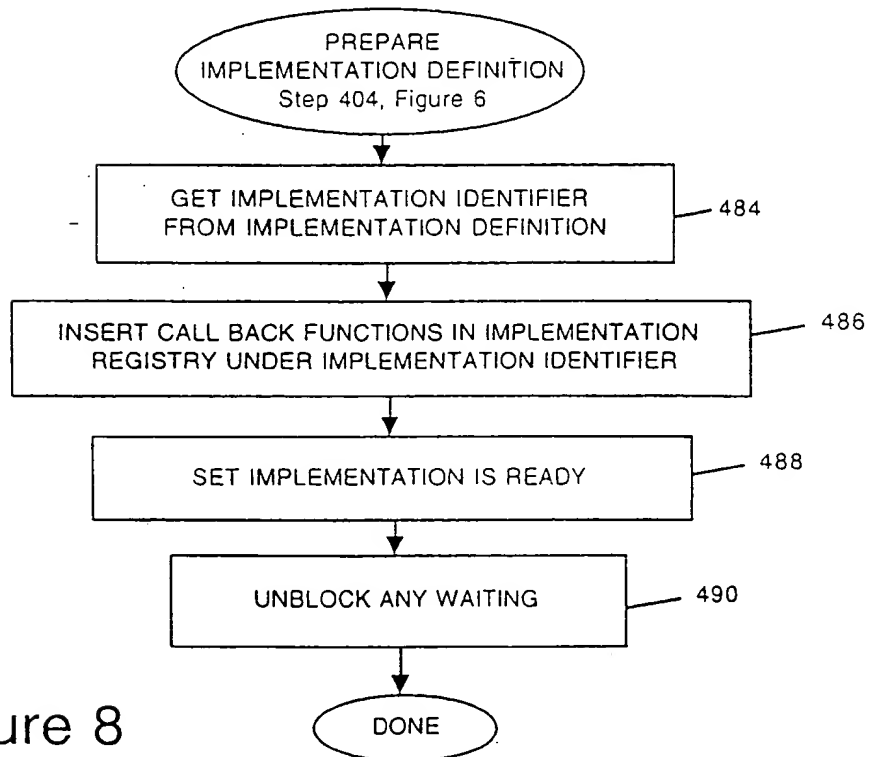 PREPARE
IMPLEMENTATION DEFINITION
Step 404, Figure 6
GET IMPLEMENTATION IDENTIFIER
FROM IMPLEMENTATION DEFINITION
484
INSERT CALL BACK FUNCTIONS IN IMPLEMENTATION
REGISTRY UNDER IMPLEMENTATION IDENTIFIER
486
SET IMPLEMENTATION IS READY
488
UNBLOCK ANY WAITING
490
DONE
ure 8